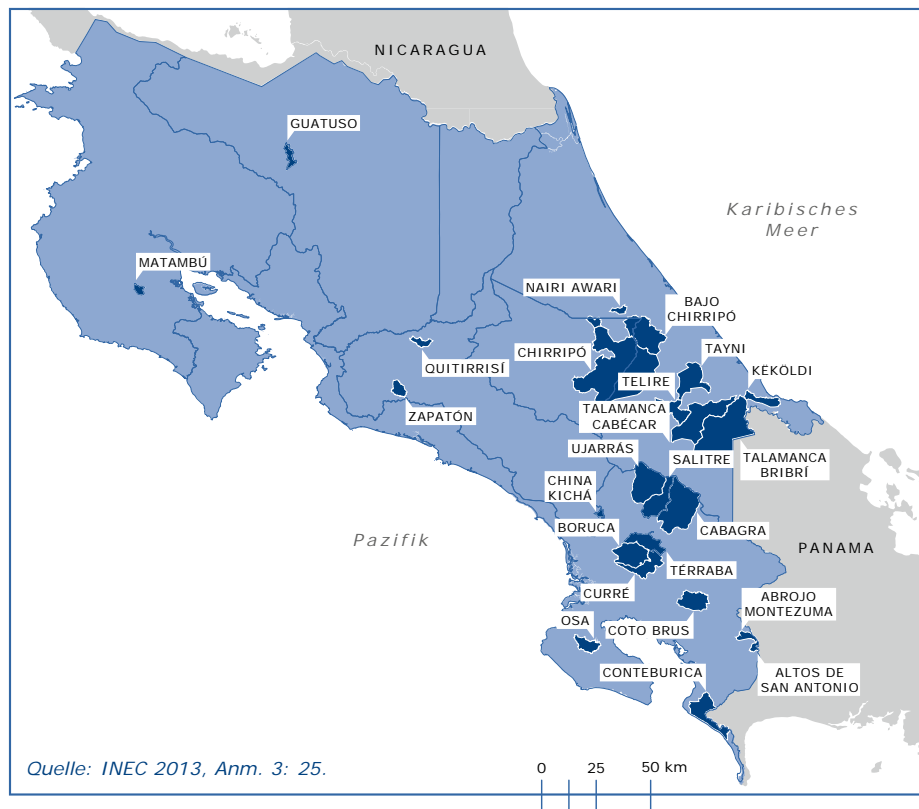 NICARAGUA
GUATUSO
Karibisches
Meer
MATAMBÚ
NAIRI AWARI
BAJO
CHIRRIPÓ
CHIRRIPÓ
TAYNI
QUITIRRISÍ
KÉKÖLDI
TELIRE
ZAPATÓN
TALAMANCA
CABÉCAR
UJARRÁS
SALITRE
TALAMANCA
BRIBRÍ
CHINA
KICHÁ
BORUCA
CABAGRA
Pazifik
PANAMA
TÉRRABA
CURRÉ
ABROJO
MONTEZUMA
OSA
COTO BRUS
CONTEBURICA
ALTOS DE
SAN ANTONIO
Quelle: INEC 2013, Anm. 3: 25.
0 25 50 km